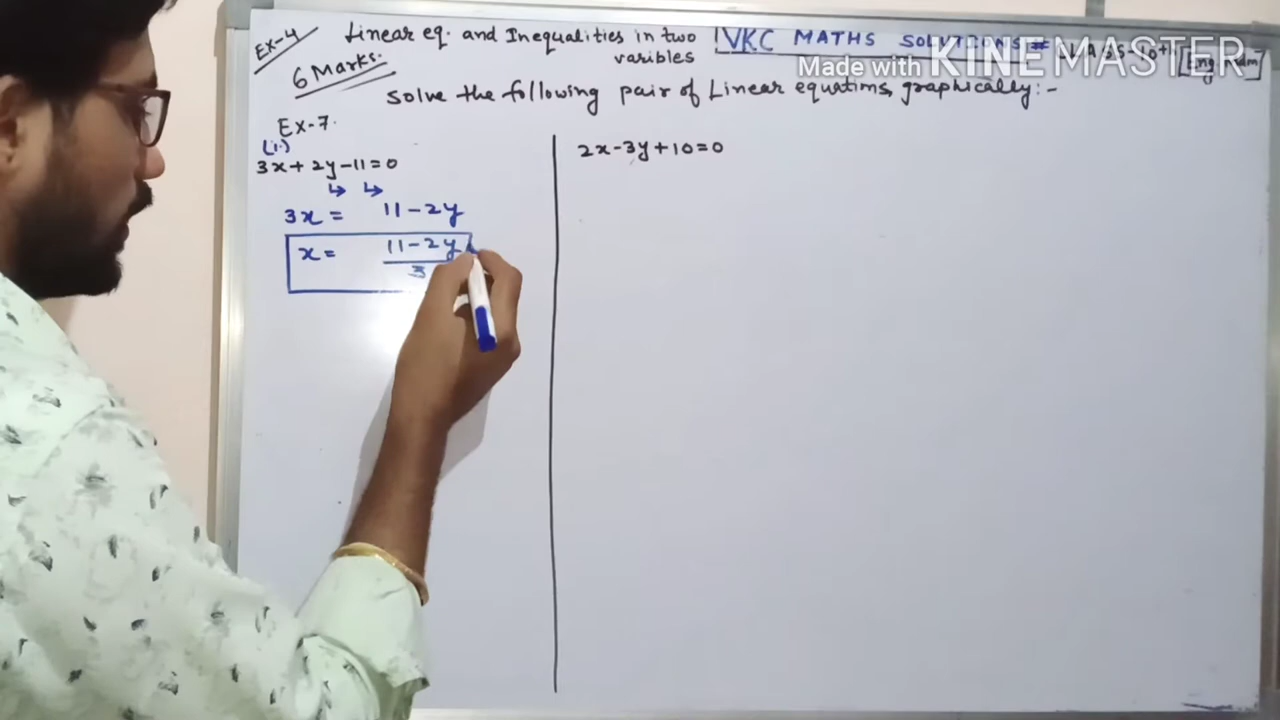 Ex-4
Linear eq. and Inequalities in two
varibles
VKC MATHS SOLUTIONS
Made with KINEMASTER
6 Marks.
Solve the following pair of Linear equations graphically:-
Ex-7.
(i.)
3x+2y-11=0
3x = 11-2y
x = 11-2y
3
2x-3y+10=0